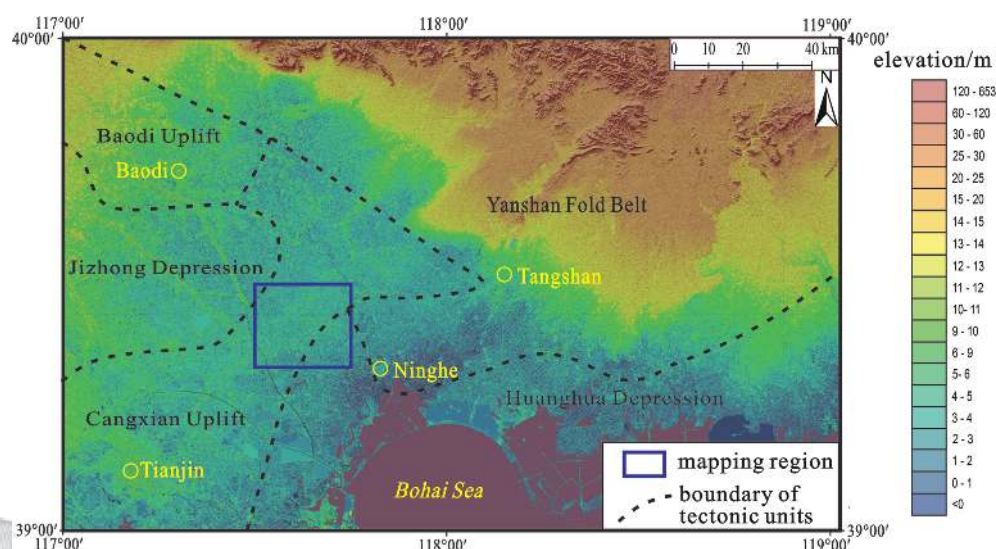 117°00′ 118°00′ 119°00′
40°00′ 40°00′
0 10 20 40 km
N
elevation/m
120 - 653
60 - 120
30 - 60
25 - 30
20 - 25
15 - 20
14 - 15
13 - 14
12 - 13
11 - 12
10- 11
9 - 10
6 - 9
5- 6
4 - 5
3 - 4
2 - 3
1 - 2
0 - 1
<0
Baodi Uplift
Baodi
Yanshan Fold Belt
Jizhong Depression
Tangshan
Ninghe
Huanghua Depression
Cangxian Uplift
Tianjin
Bohai Sea
mapping region
boundary of
tectonic units
39°00′ 39°00′
117°00′ 118°00′ 119°00′